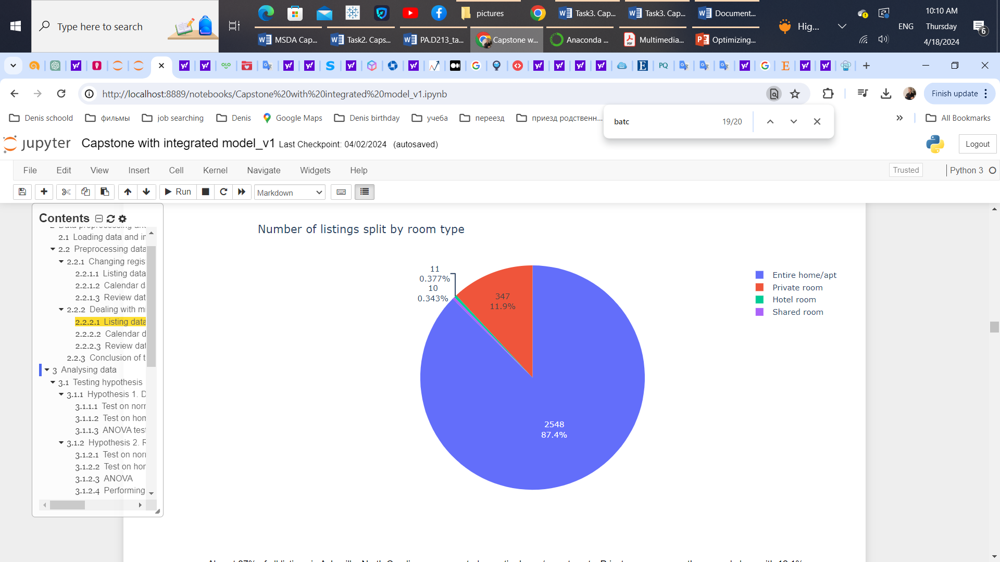 Type here to search
pictures
Task3. Cap...
Task3. Cap...
Document...
MSDA Cap...
Task2. Caps...
PA.D213_ta...
Capstone w...
Anaconda ...
Multimedia...
Optimizing...
Hig...
ENG
10:10 AM
Thursday
4/18/2024
6
http://localhost:8889/notebooks/Capstone%20with%20integrated%20model_v1.ipynb
Finish update
Denis schoold
фильмы
job searching
Denis
Google Maps
Denis birthday
учеба
переезд
приезд родственн...
All Bookmarks
batc
19/20
jupyter
Capstone with integrated model_v1 Last Checkpoint: 04/02/2024 (autosaved)
Logout
File Edit View Insert Cell Kernel Navigate Widgets Help
Trusted
Python 3
Run
Markdown
Contents
2.1 Loading data and in
2.2 Preprocessing data
2.2.1 Changing regis
2.2.1.1 Listing data
2.2.1.2 Calendar d
2.2.1.3 Review dat
2.2.2 Dealing with mi
2.2.2.1 Listing data
2.2.2.2 Calendar d
2.2.2.3 Review dat
2.2.3 Conclusion of t
3 Analysing data
3.1 Testing hypothesis
3.1.1 Hypothesis 1. D
3.1.1.1 Test on norr
3.1.1.2 Test on hom
3.1.1.3 ANOVA test
3.1.2 Hypothesis 2. R
3.1.2.1 Test on norr
3.1.2.2 Test on hor
3.1.2.3 ANOVA
3.1.2.4 Performing
Number of listings split by room type
11
0.377%
10
0.343%
347
11.9%
2548
87.4%
Entire home/apt
Private room
Hotel room
Shared room